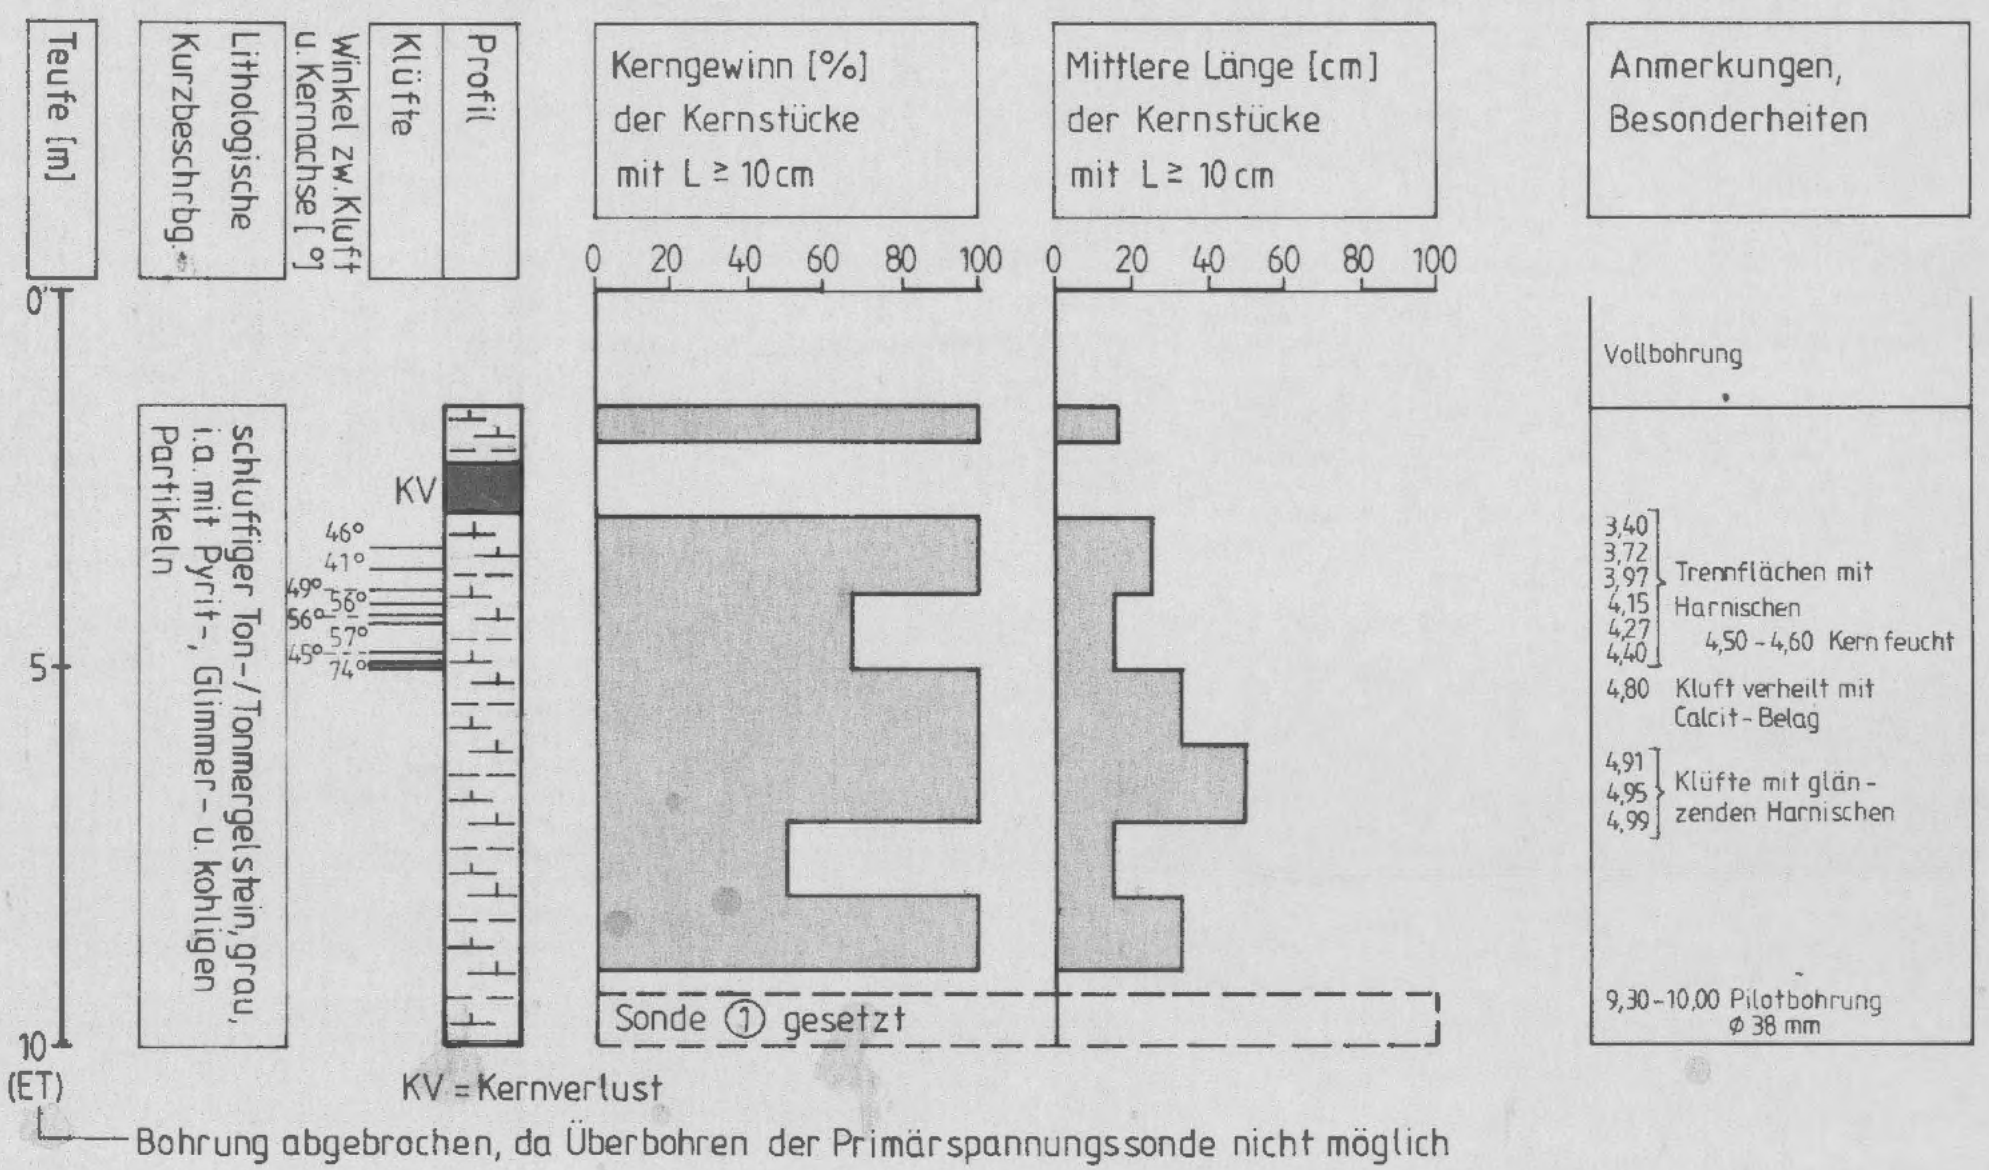 Teufe [m]
Lithologische
Kurzbeschrbg.
Winkel zw. Kluft
u. Kernachse [°]
Klüfte
Profil
Kerngewinn [%]
der Kernstücke
mit L ≥ 10 cm
Mittlere Länge [cm]
der Kernstücke
mit L ≥ 10 cm
Anmerkungen,
Besonderheiten
0 20 40 60 80 100
0 20 40 60 80 100
0
5
10
(ET)
schluffiger Ton-/Tonmergelstein, grau,
i.a. mit Pyrit-, Glimmer- u. kohligen
Partikeln
KV
46°
41°
49°
56°
56°
57°
45°
74°
Vollbohrung
3,40
3,72
3,97
4,15
4,27
4,40
Trennflächen mit
Harnischen
4,50-4,60 Kern feucht
4,80 Kluft verheilt mit
Calcit-Belag
4,91
4,95
4,99
Klüfte mit glän-
zenden Harnischen
9,30-10,00 Pilotbohrung
ϕ 38 mm
Sonde ① gesetzt
KV = Kernverlust
Bohrung abgebrochen, da Überbohren der Primärspannungssonde nicht möglich